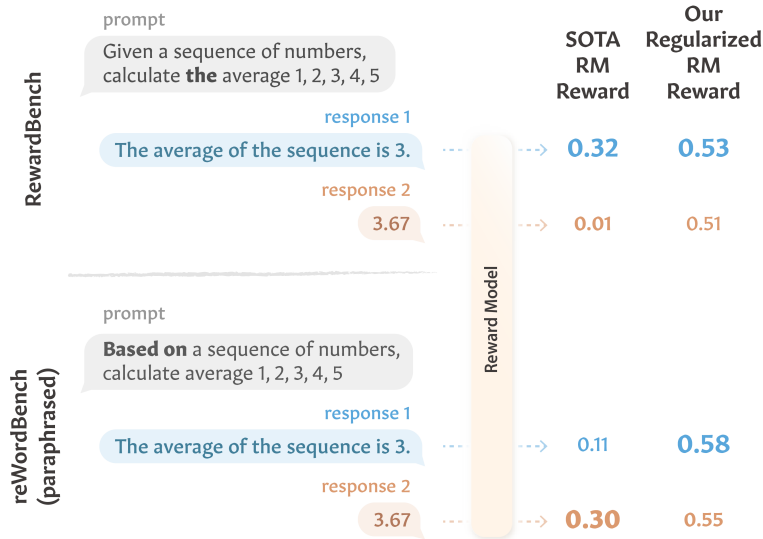 prompt
Given a sequence of numbers,
calculate the average 1, 2, 3, 4, 5
SOTA
RM
Reward
Our
Regularized
RM
Reward
RewardBench
response 1
The average of the sequence is 3.
0.32
0.53
response 2
3.67
0.01
0.51
Reward Model
prompt
Based on a sequence of numbers,
calculate average 1, 2, 3, 4, 5
reWordBench
(paraphrased)
response 1
The average of the sequence is 3.
0.11
0.58
response 2
3.67
0.30
0.55